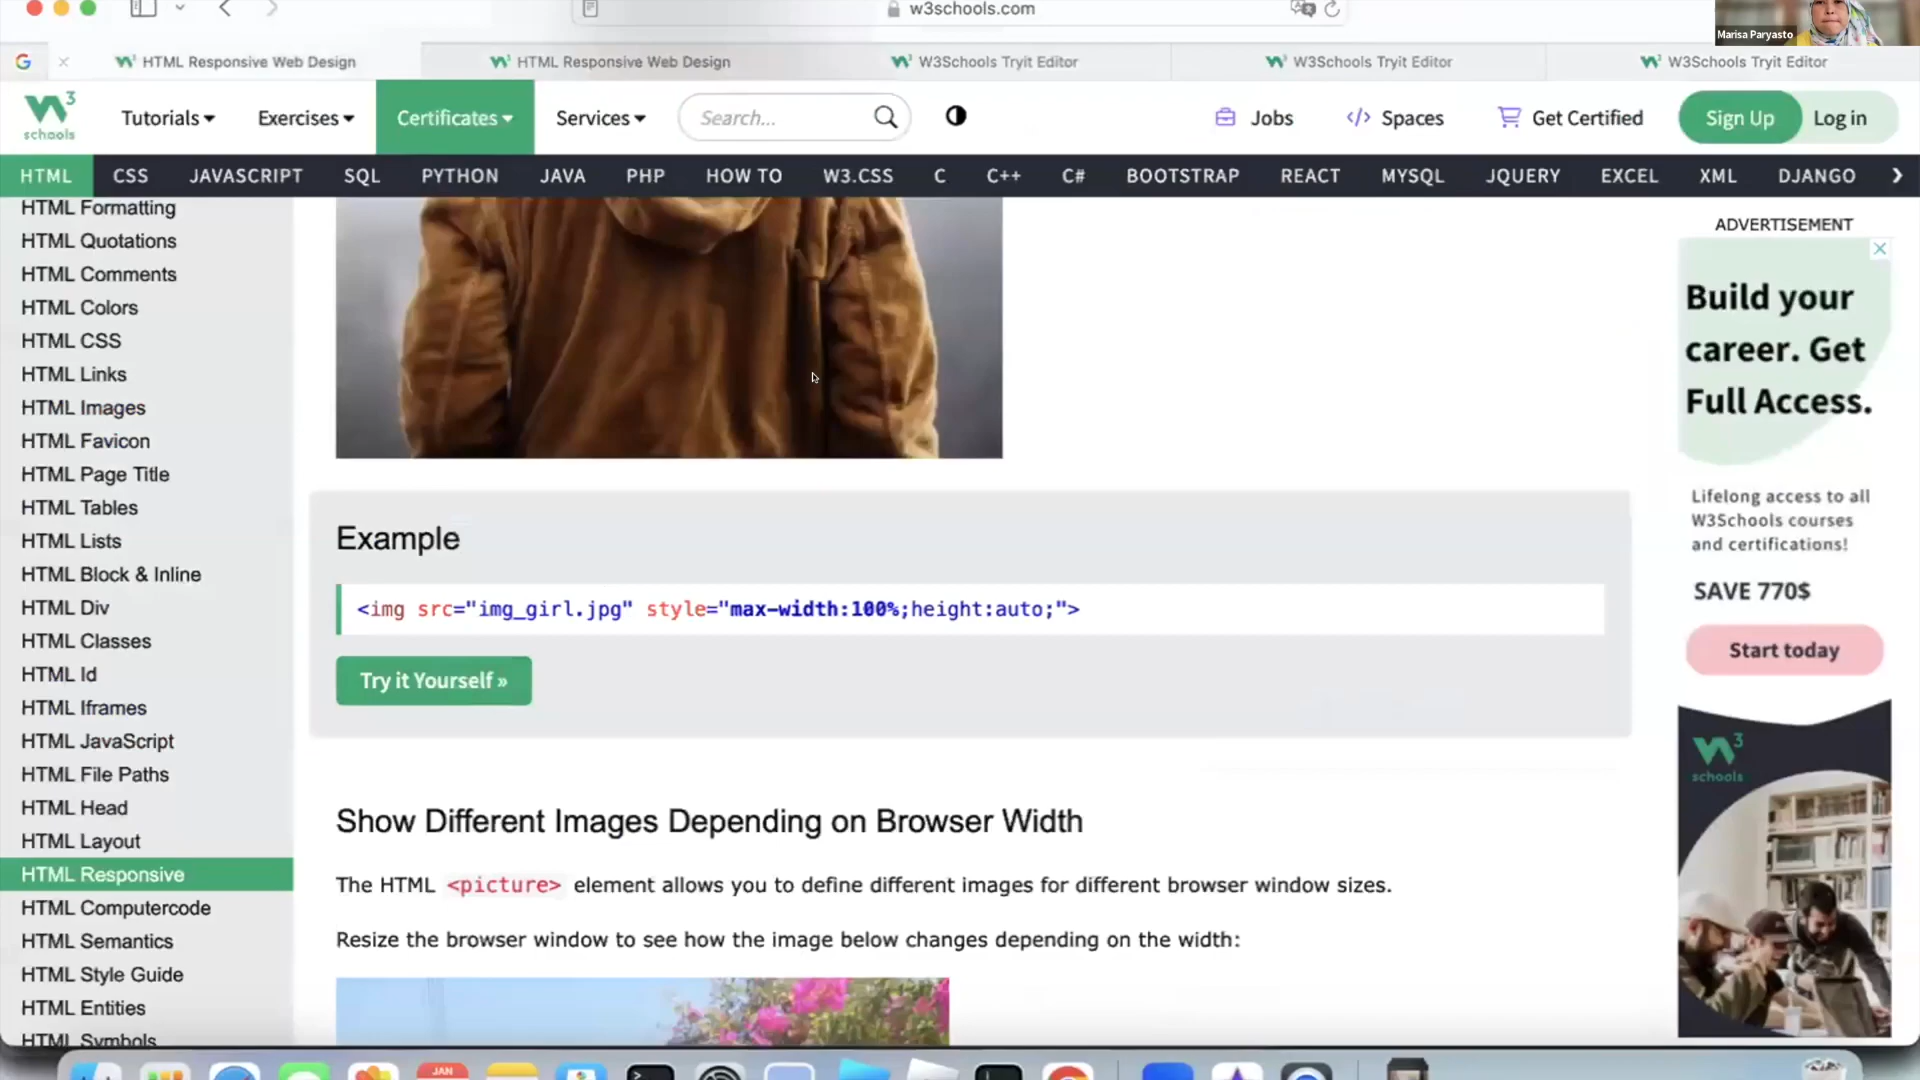 w3schools.com
Marisa Paryasto
HTML Responsive Web Design
HTML Responsive Web Design
W3Schools Tryit Editor
W3Schools Tryit Editor
W3Schools Tryit Editor
W3 schools
Tutorials
Exercises
Certificates
Services
Search...
Jobs
Spaces
Get Certified
Sign Up
Log in
HTML CSS JAVASCRIPT SQL PYTHON JAVA PHP HOW TO W3.CSS C C++ C# BOOTSTRAP REACT MYSQL JQUERY EXCEL XML DJANGO
HTML Formatting
HTML Quotations
HTML Comments
HTML Colors
HTML CSS
HTML Links
HTML Images
HTML Favicon
HTML Page Title
HTML Tables
HTML Lists
HTML Block & Inline
HTML Div
HTML Classes
HTML Id
HTML Iframes
HTML JavaScript
HTML File Paths
HTML Head
HTML Layout
HTML Responsive
HTML Computercode
HTML Semantics
HTML Style Guide
HTML Entities
HTML Symbols
Example
<img src="img_girl.jpg" style="max-width:100%;height:auto;">
Try it Yourself »
Show Different Images Depending on Browser Width
The HTML <picture> element allows you to define different images for different browser window sizes.
Resize the browser window to see how the image below changes depending on the width:
ADVERTISEMENT
Build your
career. Get
Full Access.
Lifelong access to all
W3Schools courses
and certifications!
SAVE 770$
Start today
W3 schools
JAN